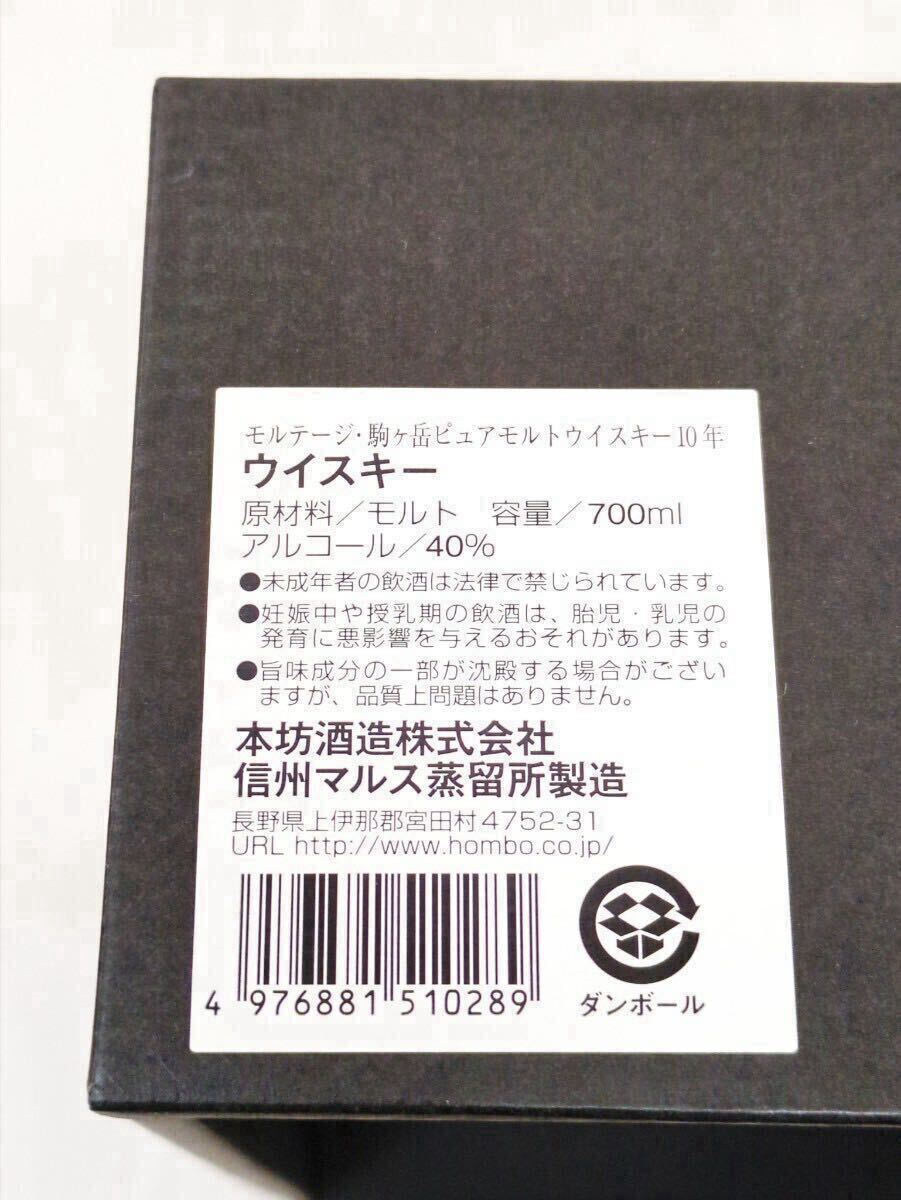 モルテージ・駒ヶ岳ピュアモルトウイスキー10年
ウイスキー
原材料／モルト　容量／700ml
アルコール／40%
●未成年者の飲酒は法律で禁じられています。
●妊娠中や授乳期の飲酒は、胎児・乳児の
発育に悪影響を与えるおそれがあります。
●旨味成分の一部が沈殿する場合がござい
ますが、品質上問題はありません。
本坊酒造株式会社
信州マルス蒸留所製造
長野県上伊那郡宮田村4752-31
URL http://www.hombo.co.jp/
4 976881 510289
ダンボール